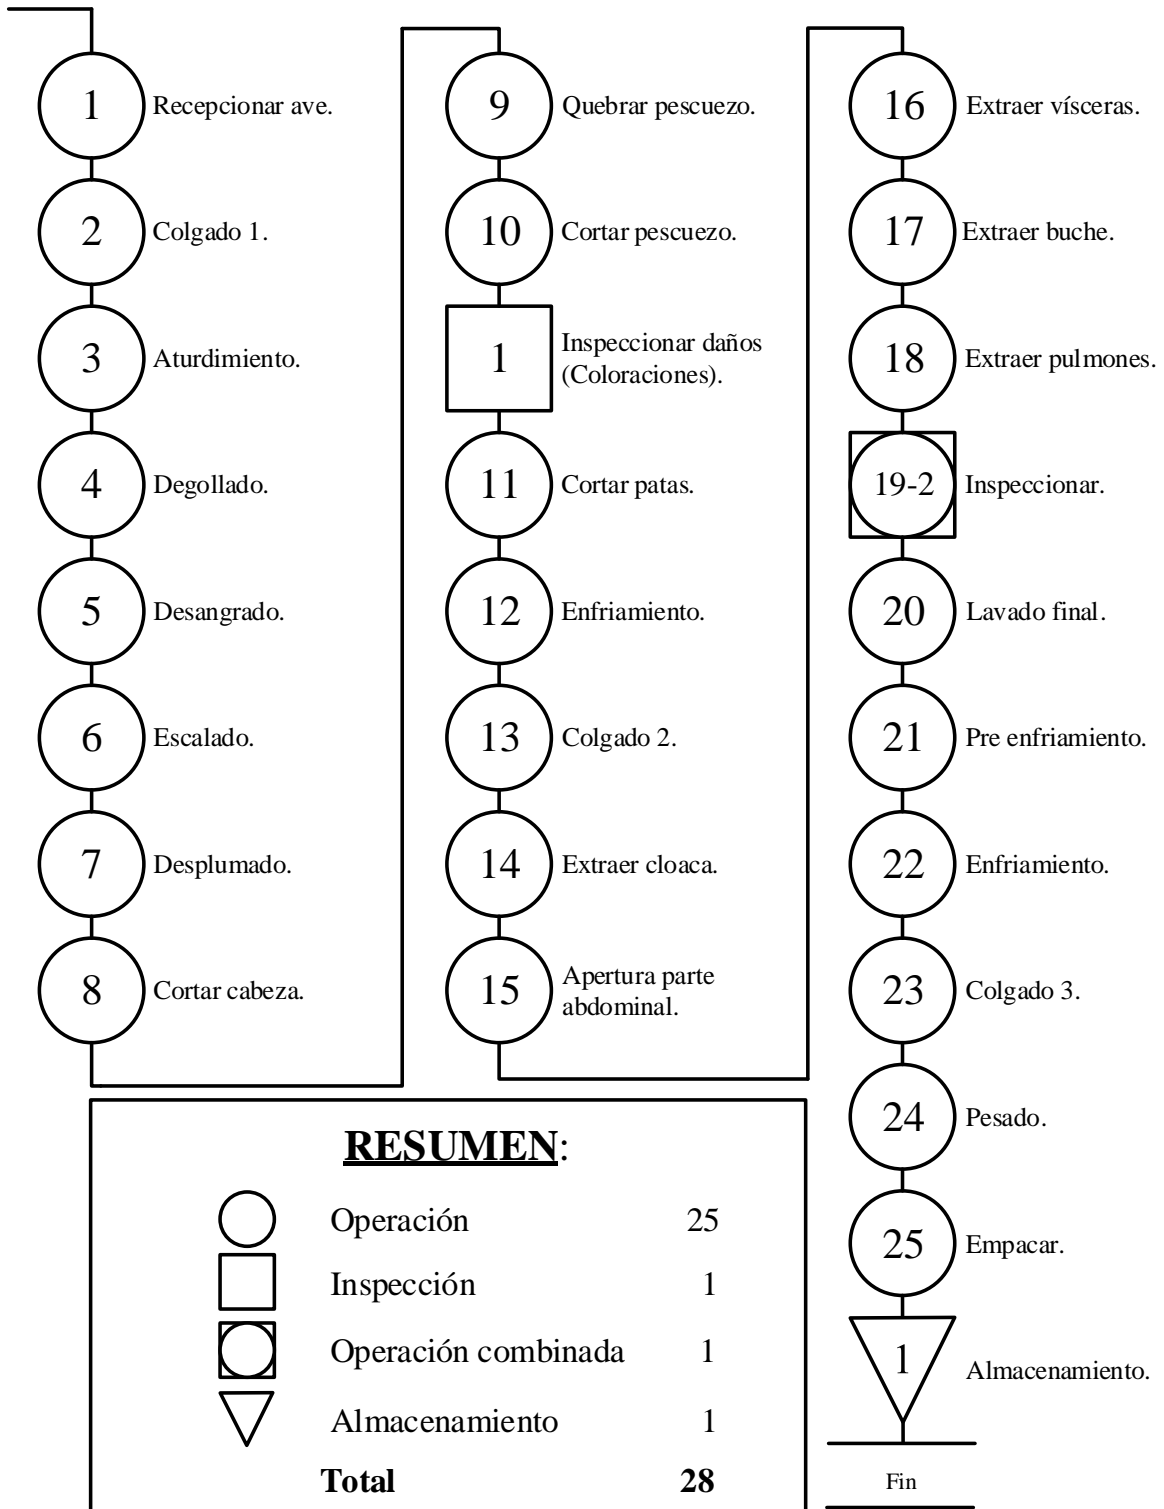 1 Recepcionar ave.
2 Colgado 1.
3 Aturdimiento.
4 Degollado.
5 Desangrado.
6 Escalado.
7 Desplumado.
8 Cortar cabeza.
9 Quebrar pescuezo.
10 Cortar pescuezo.
1 Inspeccionar daños
(Coloraciones).
11 Cortar patas.
12 Enfriamiento.
13 Colgado 2.
14 Extraer cloaca.
15 Apertura parte
abdominal.
16 Extraer vísceras.
17 Extraer buche.
18 Extraer pulmones.
19-2 Inspeccionar.
20 Lavado final.
21 Pre enfriamiento.
22 Enfriamiento.
23 Colgado 3.
24 Pesado.
25 Empacar.
1 Almacenamiento.
Fin
RESUMEN:
Operación 25
Inspección 1
Operación combinada 1
Almacenamiento 1
Total 28